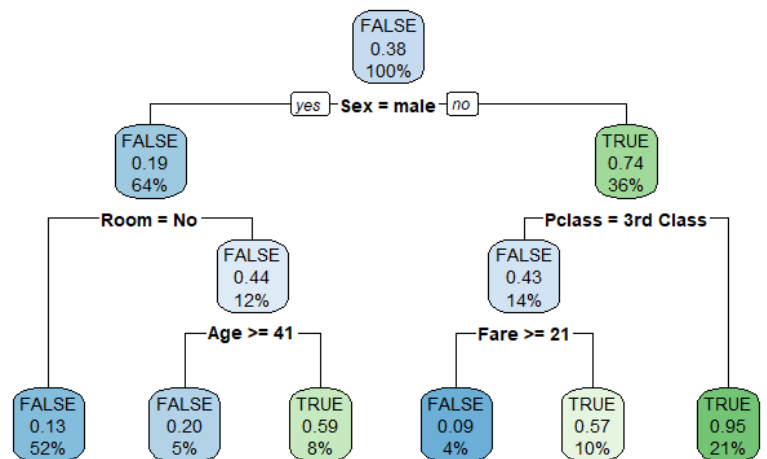 FALSE
0.38
100%
yes Sex = male no
FALSE
0.19
64%
TRUE
0.74
36%
Room = No
Pclass = 3rd Class
FALSE
0.44
12%
FALSE
0.43
14%
Age >= 41
Fare >= 21
FALSE
0.13
52%
FALSE
0.20
5%
TRUE
0.59
8%
FALSE
0.09
4%
TRUE
0.57
10%
TRUE
0.95
21%